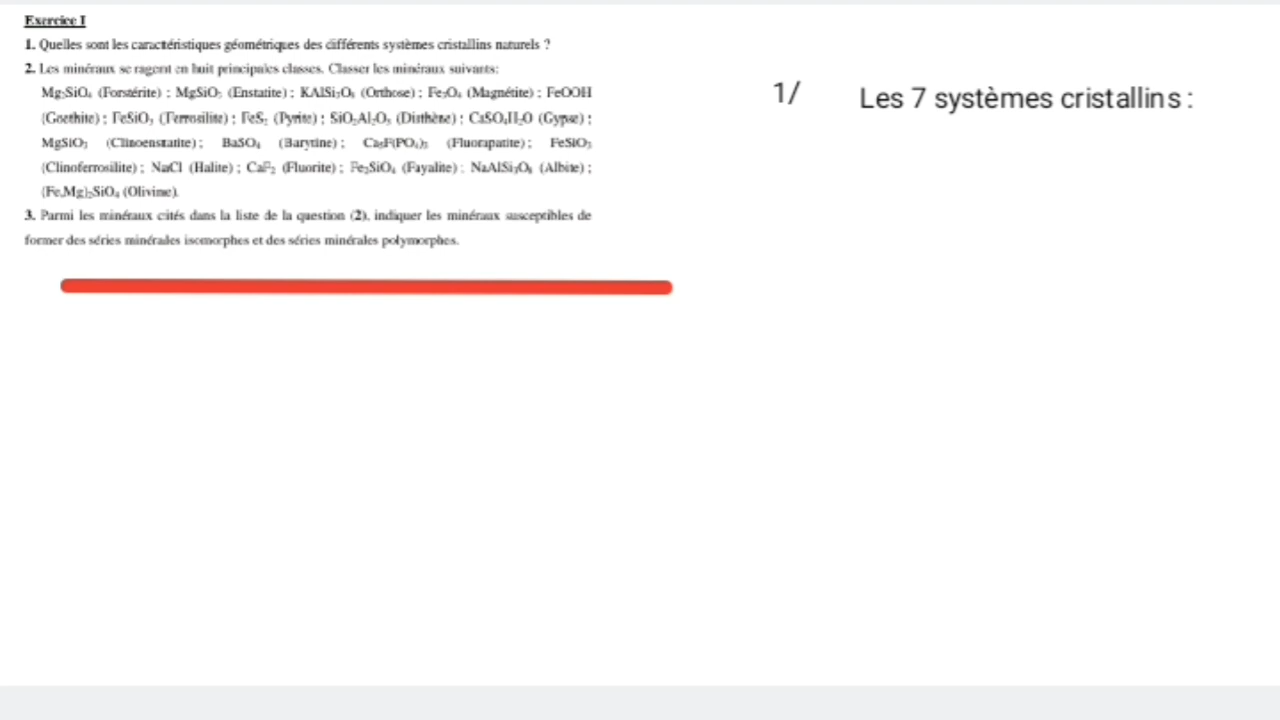 Exercice I
1. Quelles sont les caractéristiques géométriques des différents systèmes cristallins naturels ?
2. Les minéraux se ragent en huit principales classes. Classer les minéraux suivants:
Mg₂SiO₄ (Forstérite) ; MgSiO₃ (Enstatite) ; KAlSi₃O₈ (Orthose) ; Fe₃O₄ (Magnétite) ; FeOOH
(Goethite) ; FeSiO₃ (Ferrosilite) ; FeS₂ (Pyrite) ; SiO₂Al₂O₃ (Disthène) ; CaSO₄H₂O (Gypse) ;
MgSiO₃ (Clinoenstatite) ; BaSO₄ (Barytine) ; Ca₅F(PO₄)₃ (Fluorapatite) ; FeSiO₃
(Clinoferrosilite) ; NaCl (Halite) ; CaF₂ (Fluorite) ; Fe₂SiO₄ (Fayalite) ; NaAlSi₃O₈ (Albite) ;
(Fe,Mg)₂SiO₄ (Olivine).
3. Parmi les minéraux cités dans la liste de la question (2), indiquer les minéraux susceptibles de
former des séries minérales isomorphes et des séries minérales polymorphes.
1/ Les 7 systèmes cristallins :